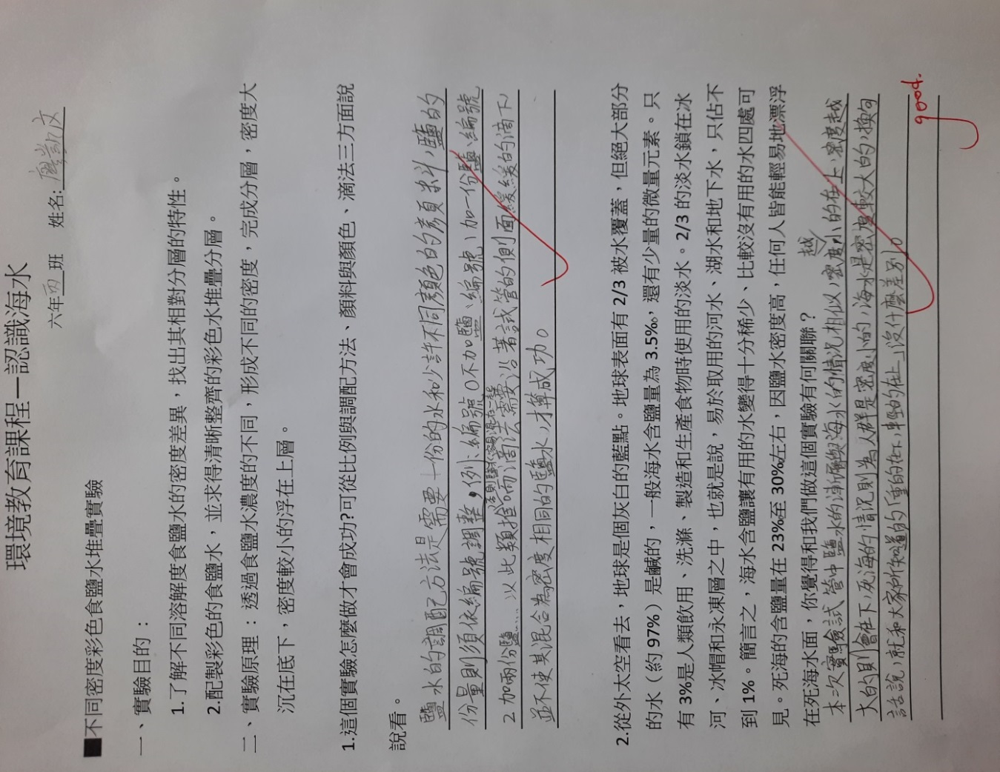 環境教育課程—認識海水
六年四班 姓名:凱文
■不同密度彩色食鹽水堆疊實驗
一、實驗目的：
1.了解不同溶解度食鹽水的密度差異，找出其相對分層的特性。
2.配製彩色的食鹽水，並求得清晰整齊的彩色水堆疊分層。
二、實驗原理：透過食鹽水濃度的不同，形成不同的密度，完成分層，密度大
沉在底下，密度較小的浮在上層。
1.這個實驗怎麼做才會成功?可從比例與調配方法、顏料與顏色、滴法三方面說
說看。
鹽水的調配方法是需要十份的水和少許不同顏色的顏料，鹽的
份量則須依編號調整，例：編號0不加鹽、編號1加一份鹽、編號
2加兩份鹽……以此類推，而滴法需要沿著試管的側面緩緩的滴下
否則鹽水容易混在一起
並不使其混合為密度相同的鹽水，才算成功。
2.從外太空看去，地球是個灰白的藍點。地球表面有 2/3 被水覆蓋，但絕大部分
的水（約 97%）是鹹的，一般海水含鹽量為 3.5‰，還有少量的微量元素。只
有 3%是人類飲用、洗滌、製造和生產食物時使用的淡水。2/3 的淡水鎖在冰
河、冰帽和永凍層之中，也就是說，易於取用的河水、湖水和地下水，只佔不
到 1%。簡言之，海水含鹽讓有用的水變得十分稀少、比較沒有用的水四處可
見。死海的含鹽量在 23%至 30%左右，因鹽水密度高，任何人皆能輕易地漂浮
在死海水面，你覺得和我們做這個實驗有何關聯？
越
本次實驗試管中鹽水的漸層與海水的情況相似，密度小的在上，密度越
大的則會在下，死海的情況則為人群是密度小的，海水是密度較大的，換句
話說，就和大家所知道的「重的在下，輕的在上」沒什麼差別。
good.